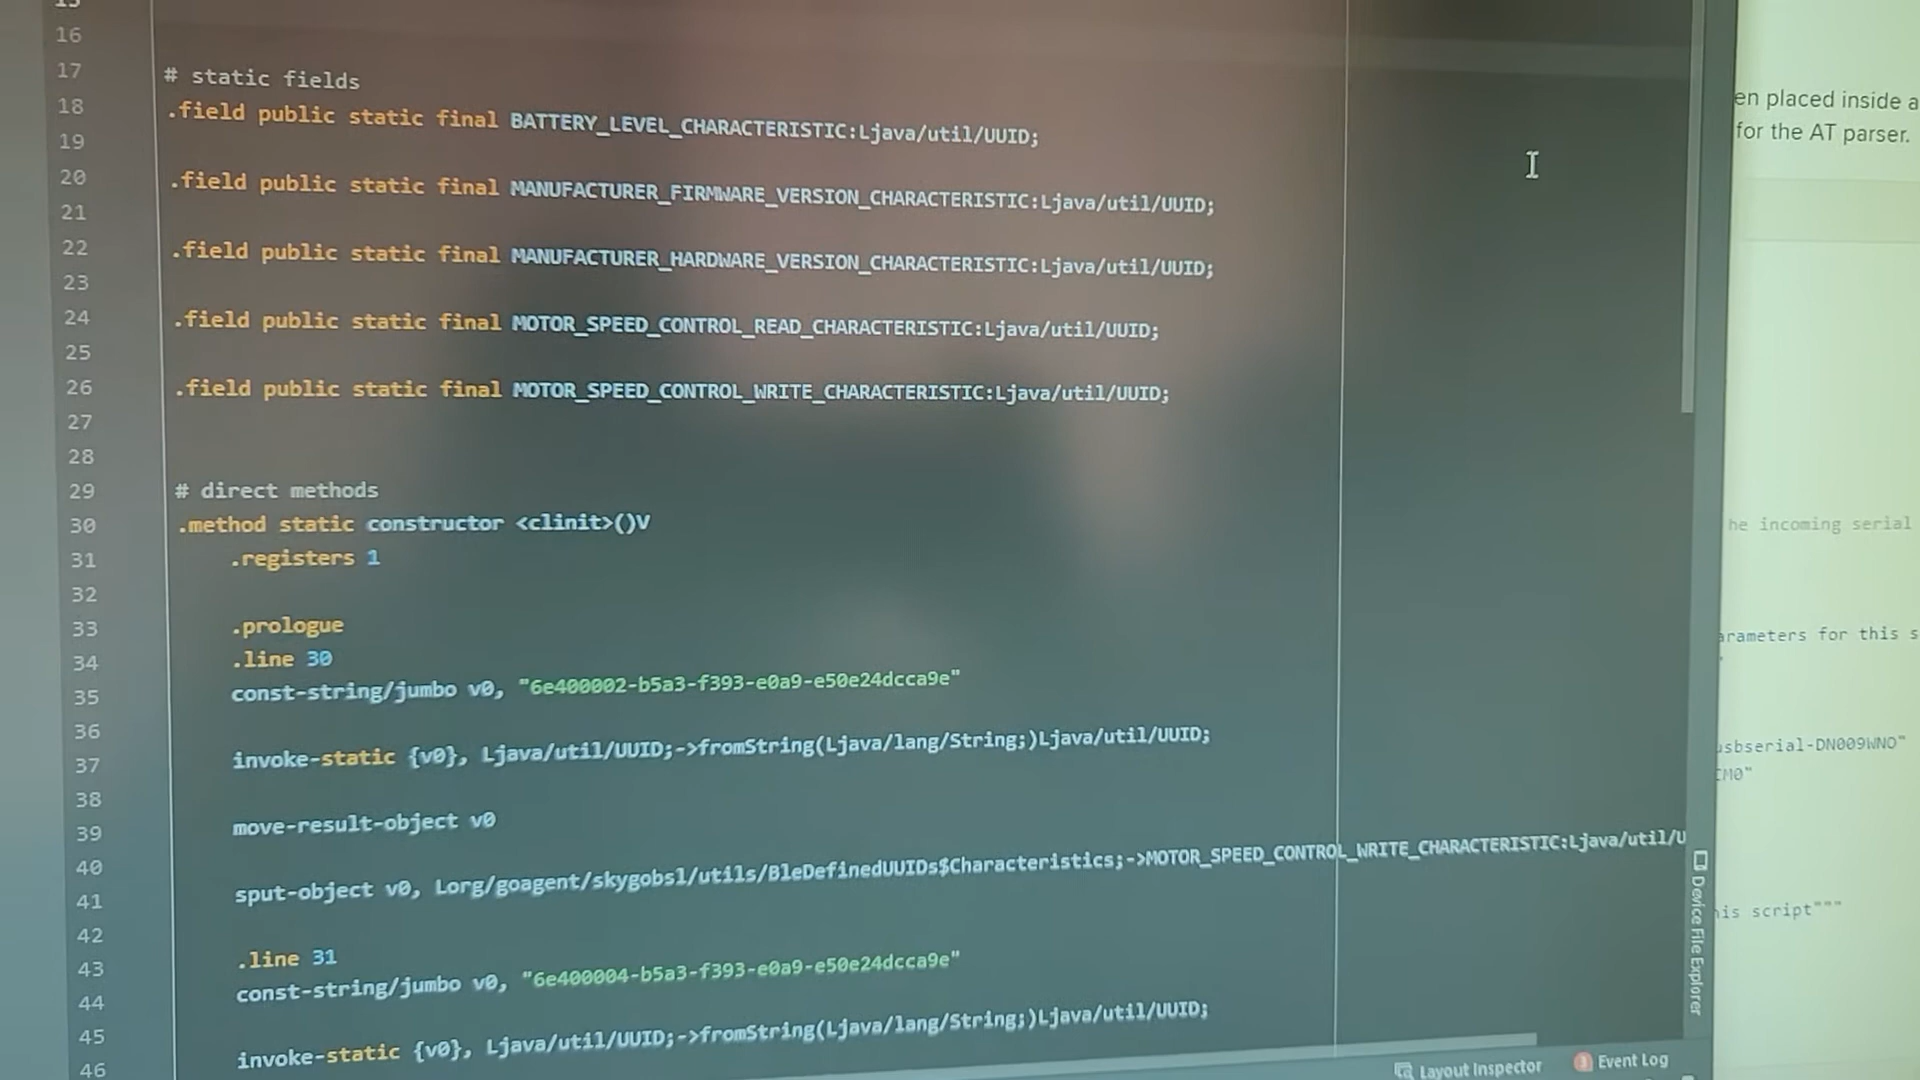 15
16
17 # static fields
18 .field public static final BATTERY_LEVEL_CHARACTERISTIC:Ljava/util/UUID;
19
20 .field public static final MANUFACTURER_FIRMWARE_VERSION_CHARACTERISTIC:Ljava/util/UUID;
21
22 .field public static final MANUFACTURER_HARDWARE_VERSION_CHARACTERISTIC:Ljava/util/UUID;
23
24 .field public static final MOTOR_SPEED_CONTROL_READ_CHARACTERISTIC:Ljava/util/UUID;
25
26 .field public static final MOTOR_SPEED_CONTROL_WRITE_CHARACTERISTIC:Ljava/util/UUID;
27
28
29 # direct methods
30 .method static constructor <clinit>()V
31 .registers 1
32
33 .prologue
34 .line 30
35 const-string/jumbo v0, "6e400002-b5a3-f393-e0a9-e50e24dcca9e"
36
37 invoke-static {v0}, Ljava/util/UUID;->fromString(Ljava/lang/String;)Ljava/util/UUID;
38
39 move-result-object v0
40
41 sput-object v0, Lorg/goagent/skygobsl/utils/BleDefinedUUIDs$Characteristics;->MOTOR_SPEED_CONTROL_WRITE_CHARACTERISTIC:Ljava/util/U
42
43 .line 31
44 const-string/jumbo v0, "6e400004-b5a3-f393-e0a9-e50e24dcca9e"
45
46 invoke-static {v0}, Ljava/util/UUID;->fromString(Ljava/lang/String;)Ljava/util/UUID;
Device File Explorer
Layout Inspector
Event Log
en placed inside a
for the AT parser.
he incoming serial
arameters for this s
usbserial-DN009WNO"
CM0"
his script"""